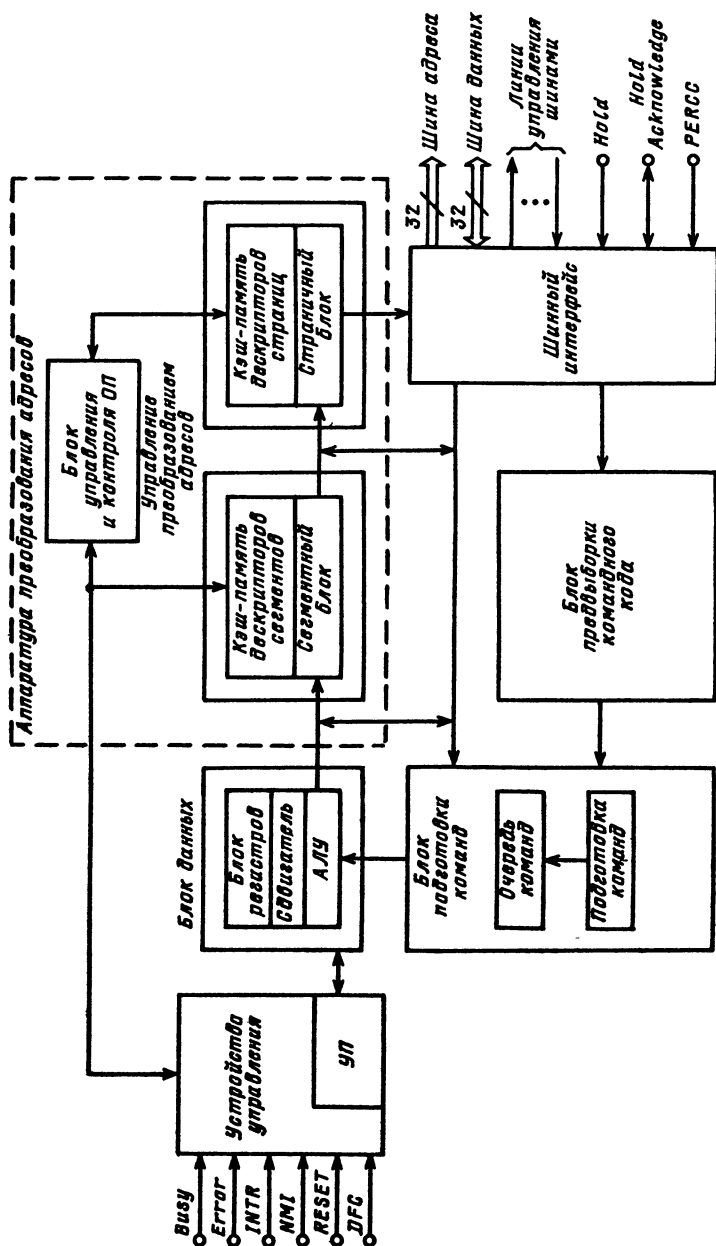 Аппаратура преобразования адресов
Блок
управления
и контроля ОП
Управление
преобразованием
адресов
Кэш-память
дескрипторов
сегментов
Сегментный
блок
Кэш-память
дескрипторов
страниц
Страничный
блок
Блок данных
Блок
регистров
Сдвигатель
АЛУ
Устройство
управления
УП
Busy
Error
INTR
NMI
RESET
DFC
Блок
подготовки
команд
Очередь
команд
Подготовка
команд
Блок
предвыборки
командного
кода
Шинный
интерфейс
32
Шина адреса
32
Шина данных
Линии
управления
шинами
Hold
Hold
Acknowledge
PERCC